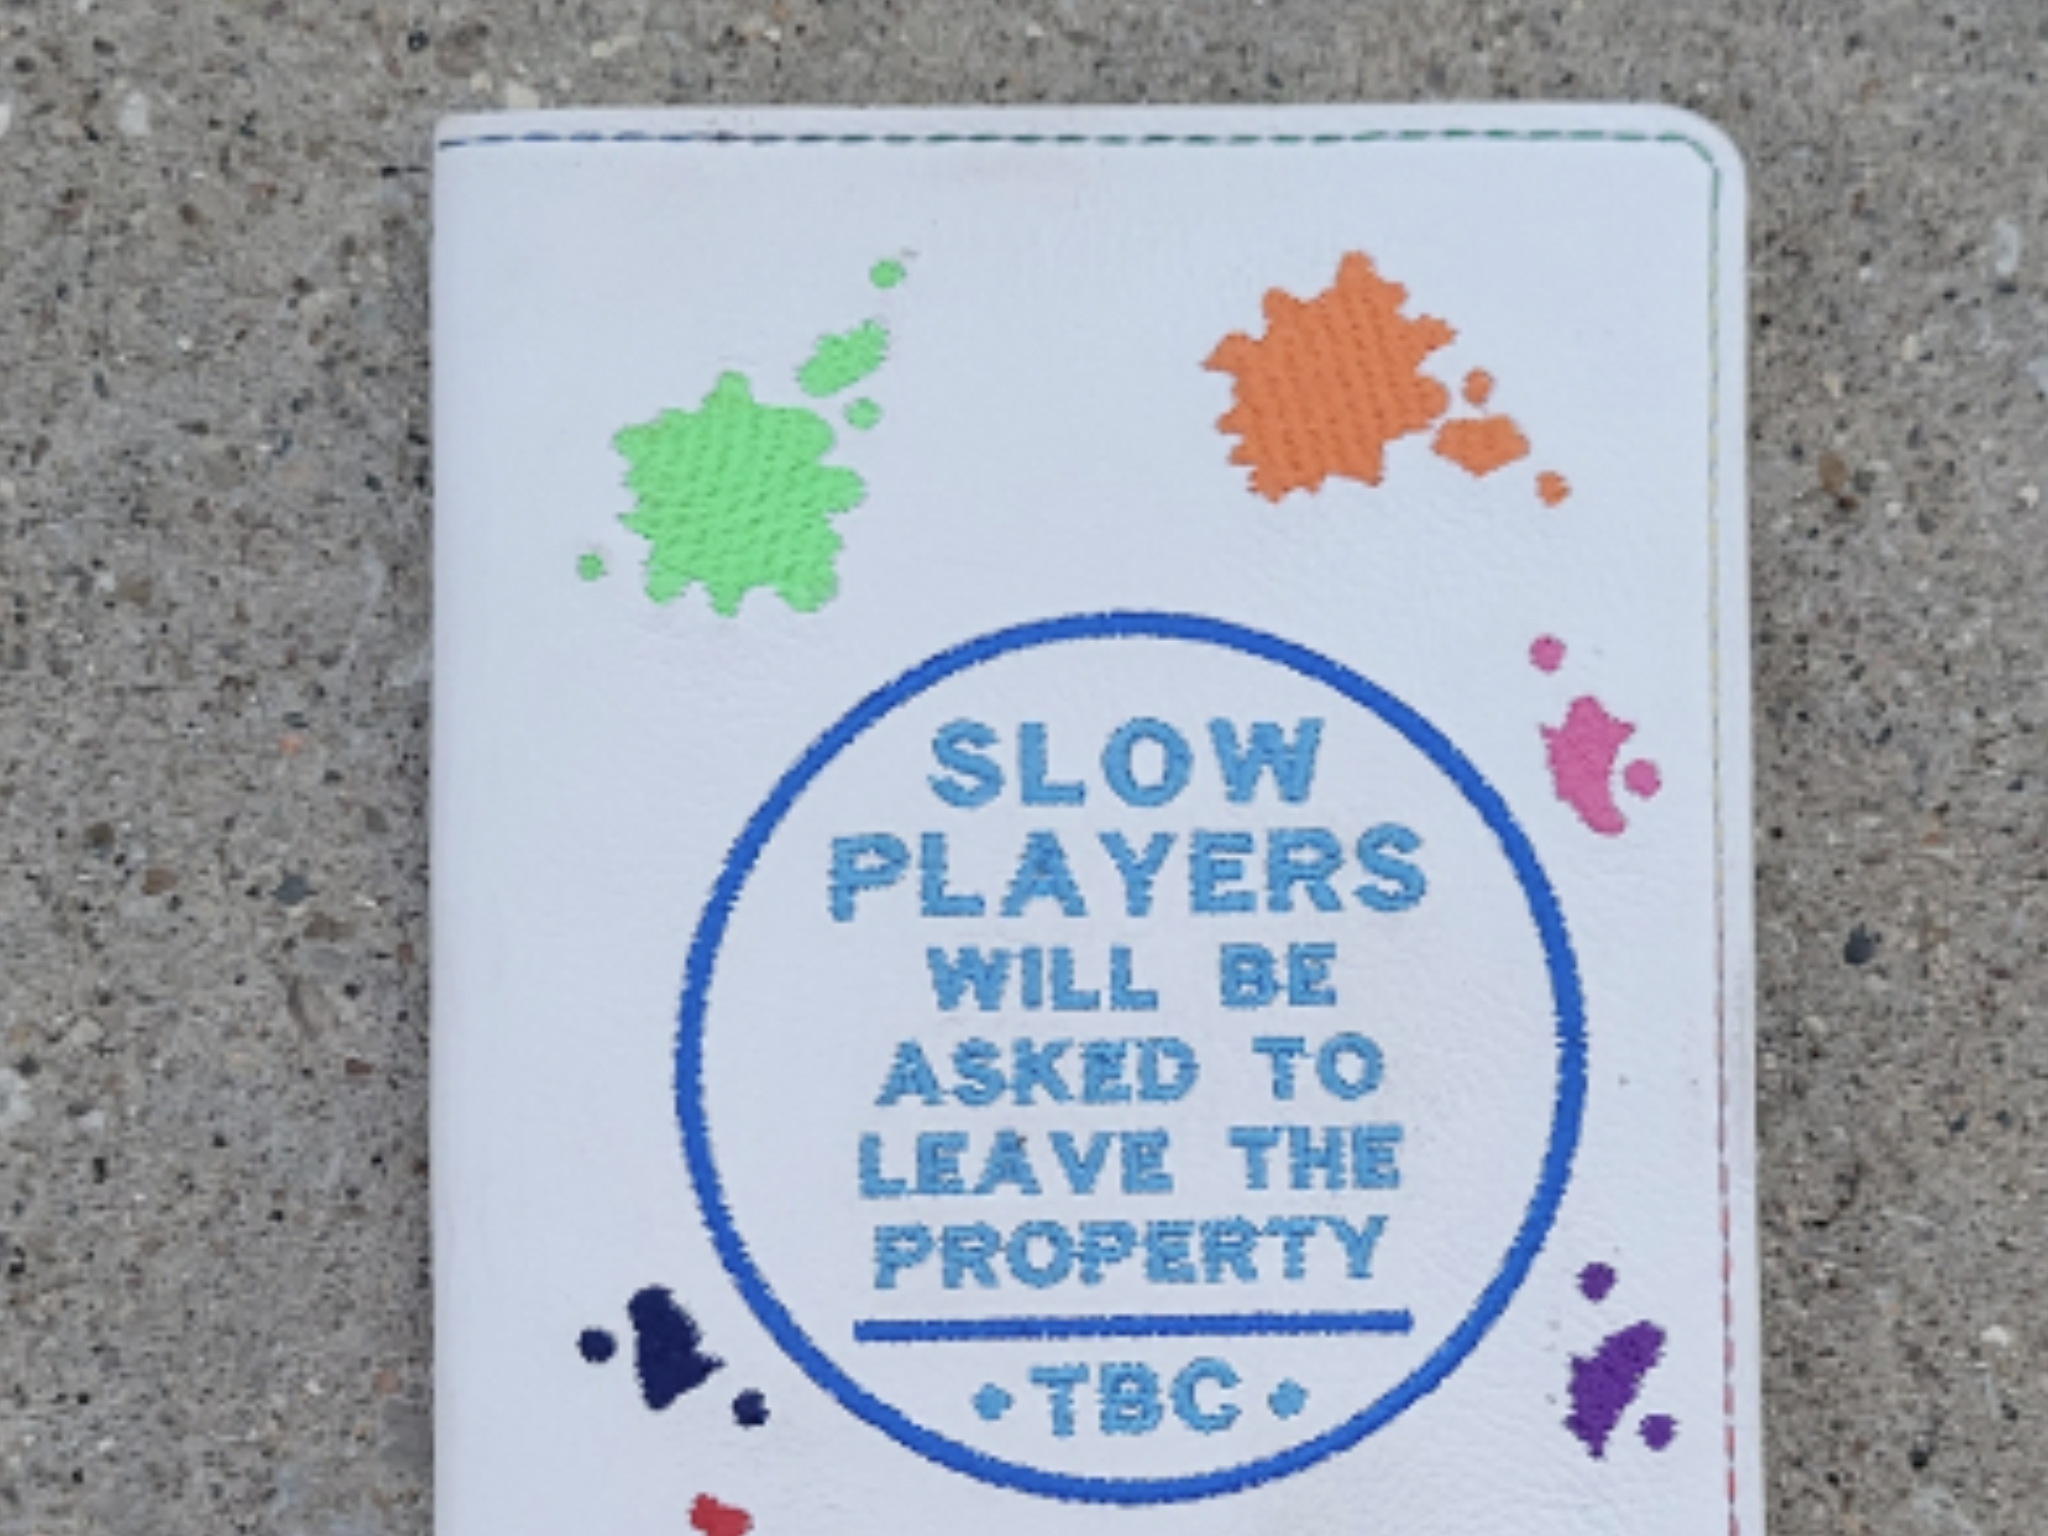 SLOW
PLAYERS
WILL BE
ASKED TO
LEAVE THE
PROPERTY
• TBC •